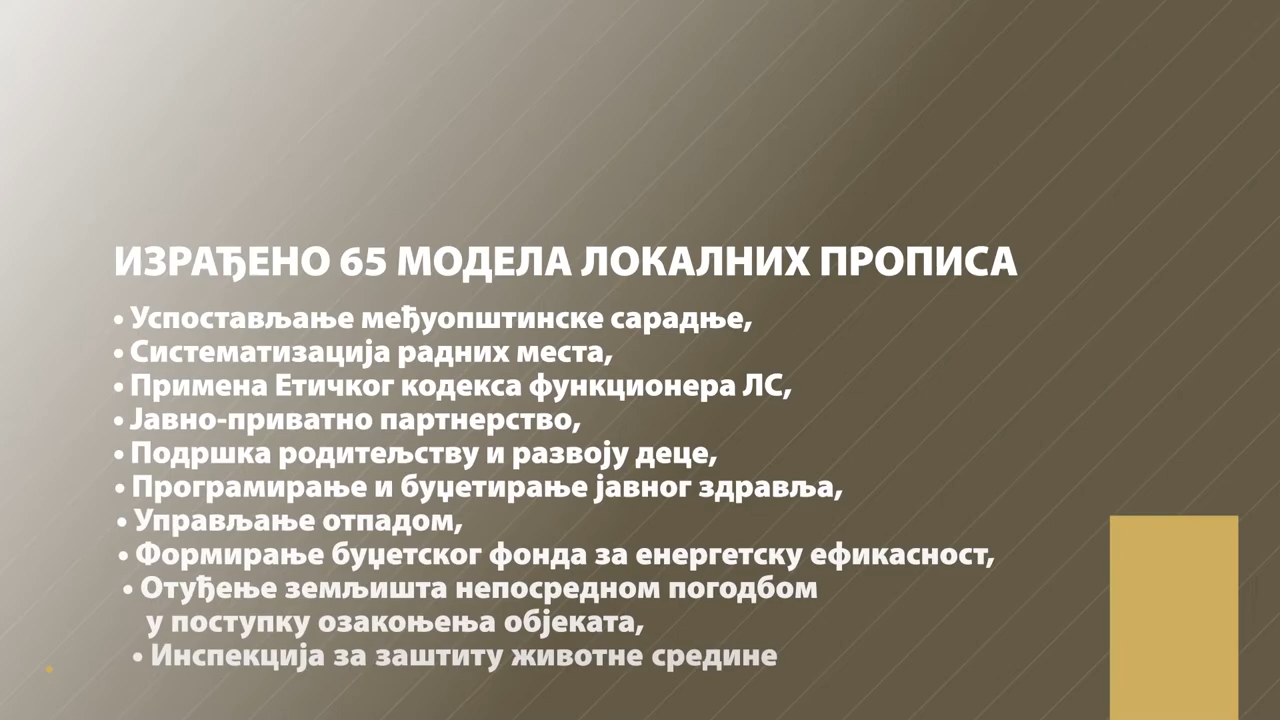 ИЗРАЂЕНО 65 МОДЕЛА ЛОКАЛНИХ ПРОПИСА
• Успостављање међуопштинске сарадње,
• Систематизација радних места,
• Примена Етичког кодекса функционера ЛС,
• Јавно-приватно партнерство,
• Подршка родитељству и развоју деце,
• Програмирање и буџетирање јавног здравља,
• Управљање отпадом,
• Формирање буџетског фонда за енергетску ефикасност,
• Отуђење земљишта непосредном погодбом
у поступку озакоњења објеката,
• Инспекција за заштиту животне средине